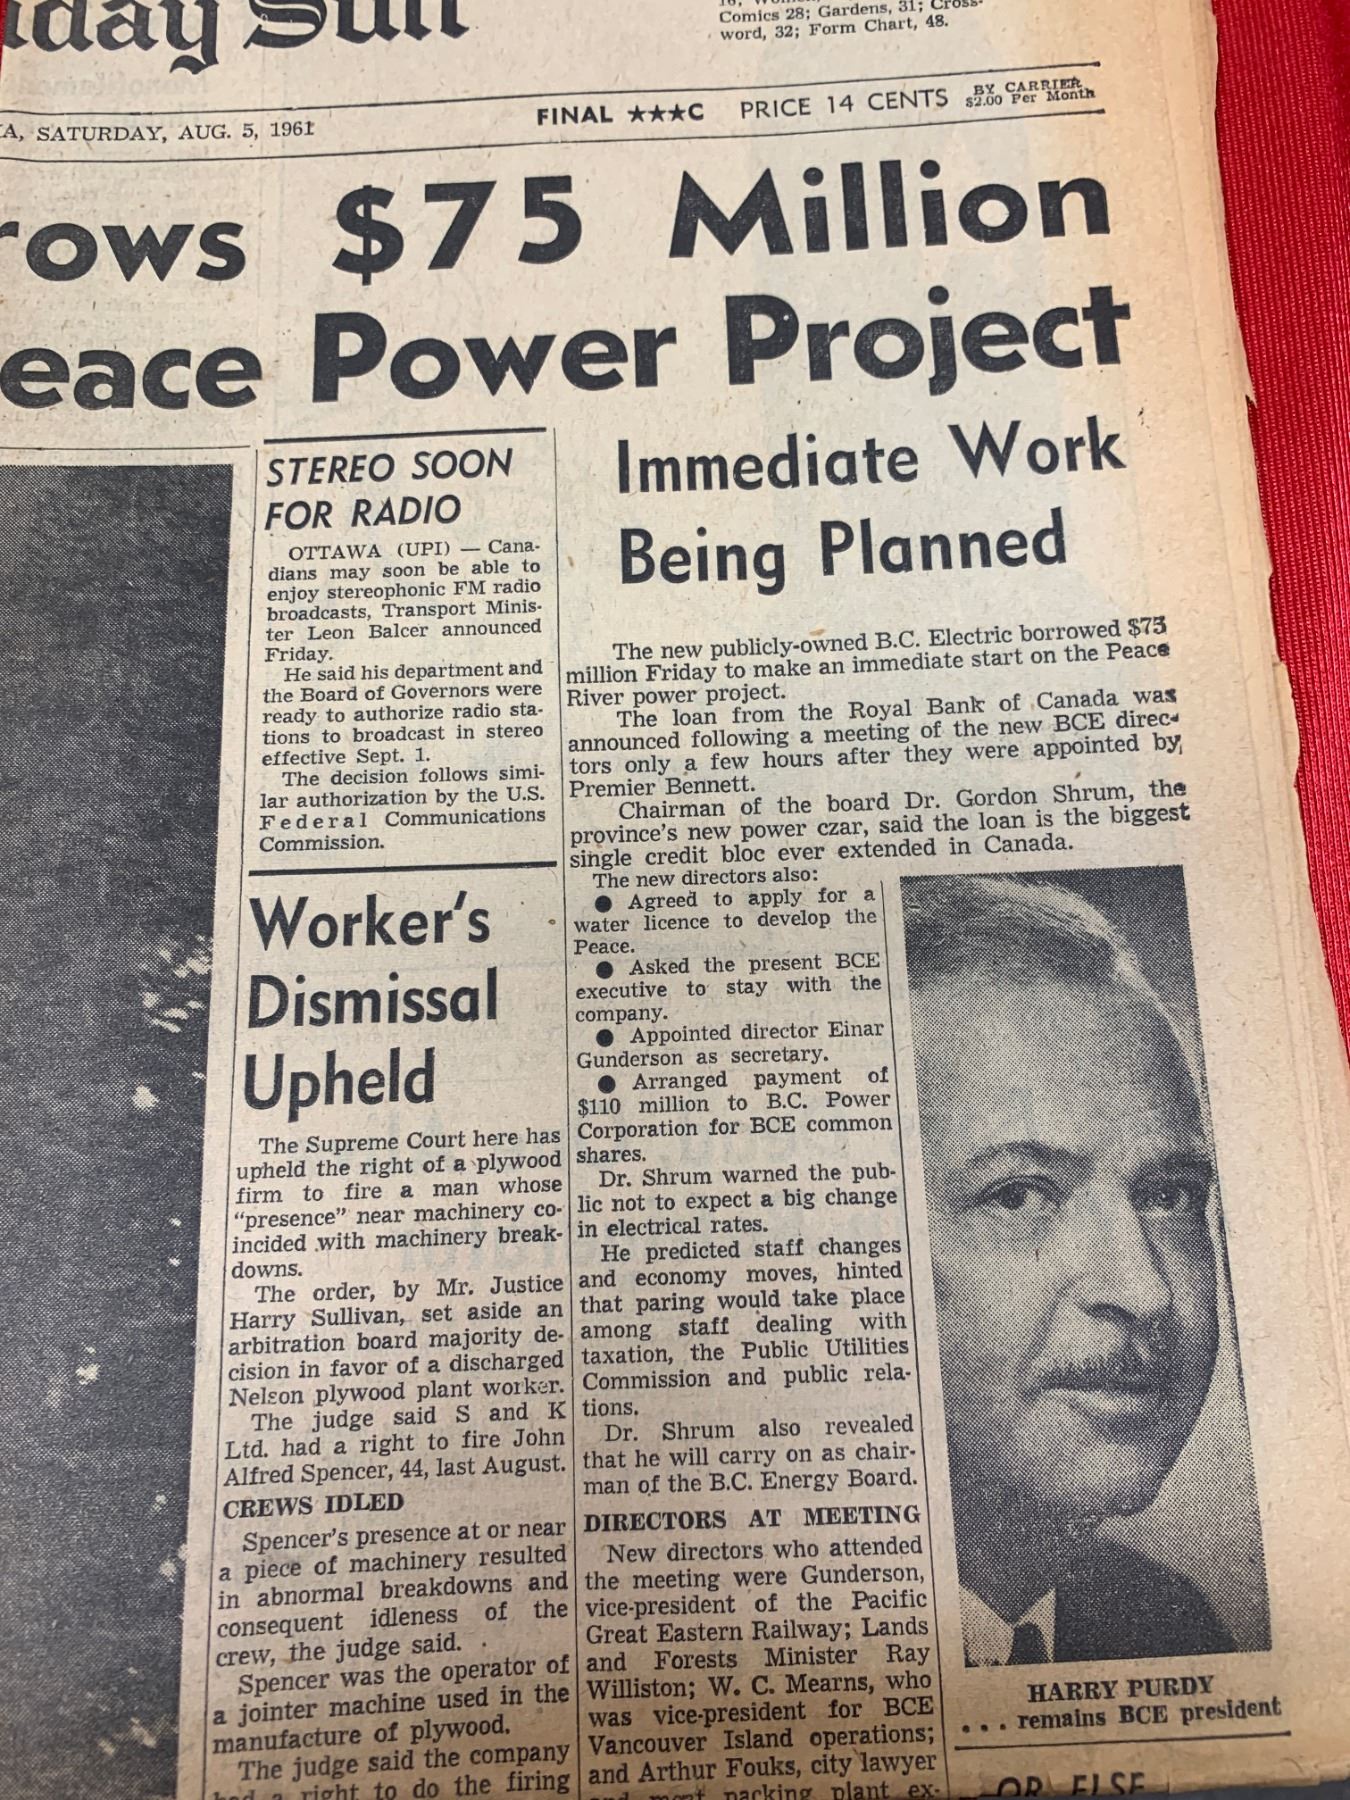 Sun
Comics 28; Gardens, 31; Cross-
word, 32; Form Chart, 48.
SATURDAY, AUG. 5, 1961
FINAL ★★★C PRICE 14 CENTS BY CARRIER
$2.00 Per Month
rows $75 Million
eace Power Project
STEREO SOON
FOR RADIO
OTTAWA (UPI) — Cana-
dians may soon be able to
enjoy stereophonic FM radio
broadcasts, Transport Minis-
ter Leon Balcer announced
Friday.
He said his department and
the Board of Governors were
ready to authorize radio sta-
tions to broadcast in stereo
effective Sept. 1.
The decision follows simi-
lar authorization by the U.S.
Federal Communications
Commission.
Worker's
Dismissal
Upheld
The Supreme Court here has
upheld the right of a plywood
firm to fire a man whose
"presence" near machinery co-
incided with machinery break-
downs.
The order, by Mr. Justice
Harry Sullivan, set aside an
arbitration board majority de-
cision in favor of a discharged
Nelson plywood plant worker.
The judge said S and K
Ltd. had a right to fire John
Alfred Spencer, 44, last August.
CREWS IDLED
Spencer's presence at or near
a piece of machinery resulted
in abnormal breakdowns and
consequent idleness of the
crew, the judge said.
Spencer was the operator of
a jointer machine used in the
manufacture of plywood.
The judge said the company
had a right to do the firing
Immediate Work
Being Planned
The new publicly-owned B.C. Electric borrowed $75
million Friday to make an immediate start on the Peace
River power project.
The loan from the Royal Bank of Canada was
announced following a meeting of the new BCE direc-
tors only a few hours after they were appointed by
Premier Bennett.
Chairman of the board Dr. Gordon Shrum, the
province's new power czar, said the loan is the biggest
single credit bloc ever extended in Canada.
The new directors also:
● Agreed to apply for a
water licence to develop the
Peace.
● Asked the present BCE
executive to stay with the
company.
● Appointed director Einar
Gunderson as secretary.
● Arranged payment of
$110 million to B.C. Power
Corporation for BCE common
shares.
Dr. Shrum warned the pub-
lic not to expect a big change
in electrical rates.
He predicted staff changes
and economy moves, hinted
that paring would take place
among staff dealing with
taxation, the Public Utilities
Commission and public rela-
tions.
Dr. Shrum also revealed
that he will carry on as chair-
man of the B.C. Energy Board.
DIRECTORS AT MEETING
New directors who attended
the meeting were Gunderson,
vice-president of the Pacific
Great Eastern Railway; Lands
and Forests Minister Ray
Williston; W. C. Mearns, who
was vice-president for BCE
Vancouver Island operations;
and Arthur Fouks, city lawyer
and meat packing plant ex-
HARRY PURDY
... remains BCE president
OR ELSE